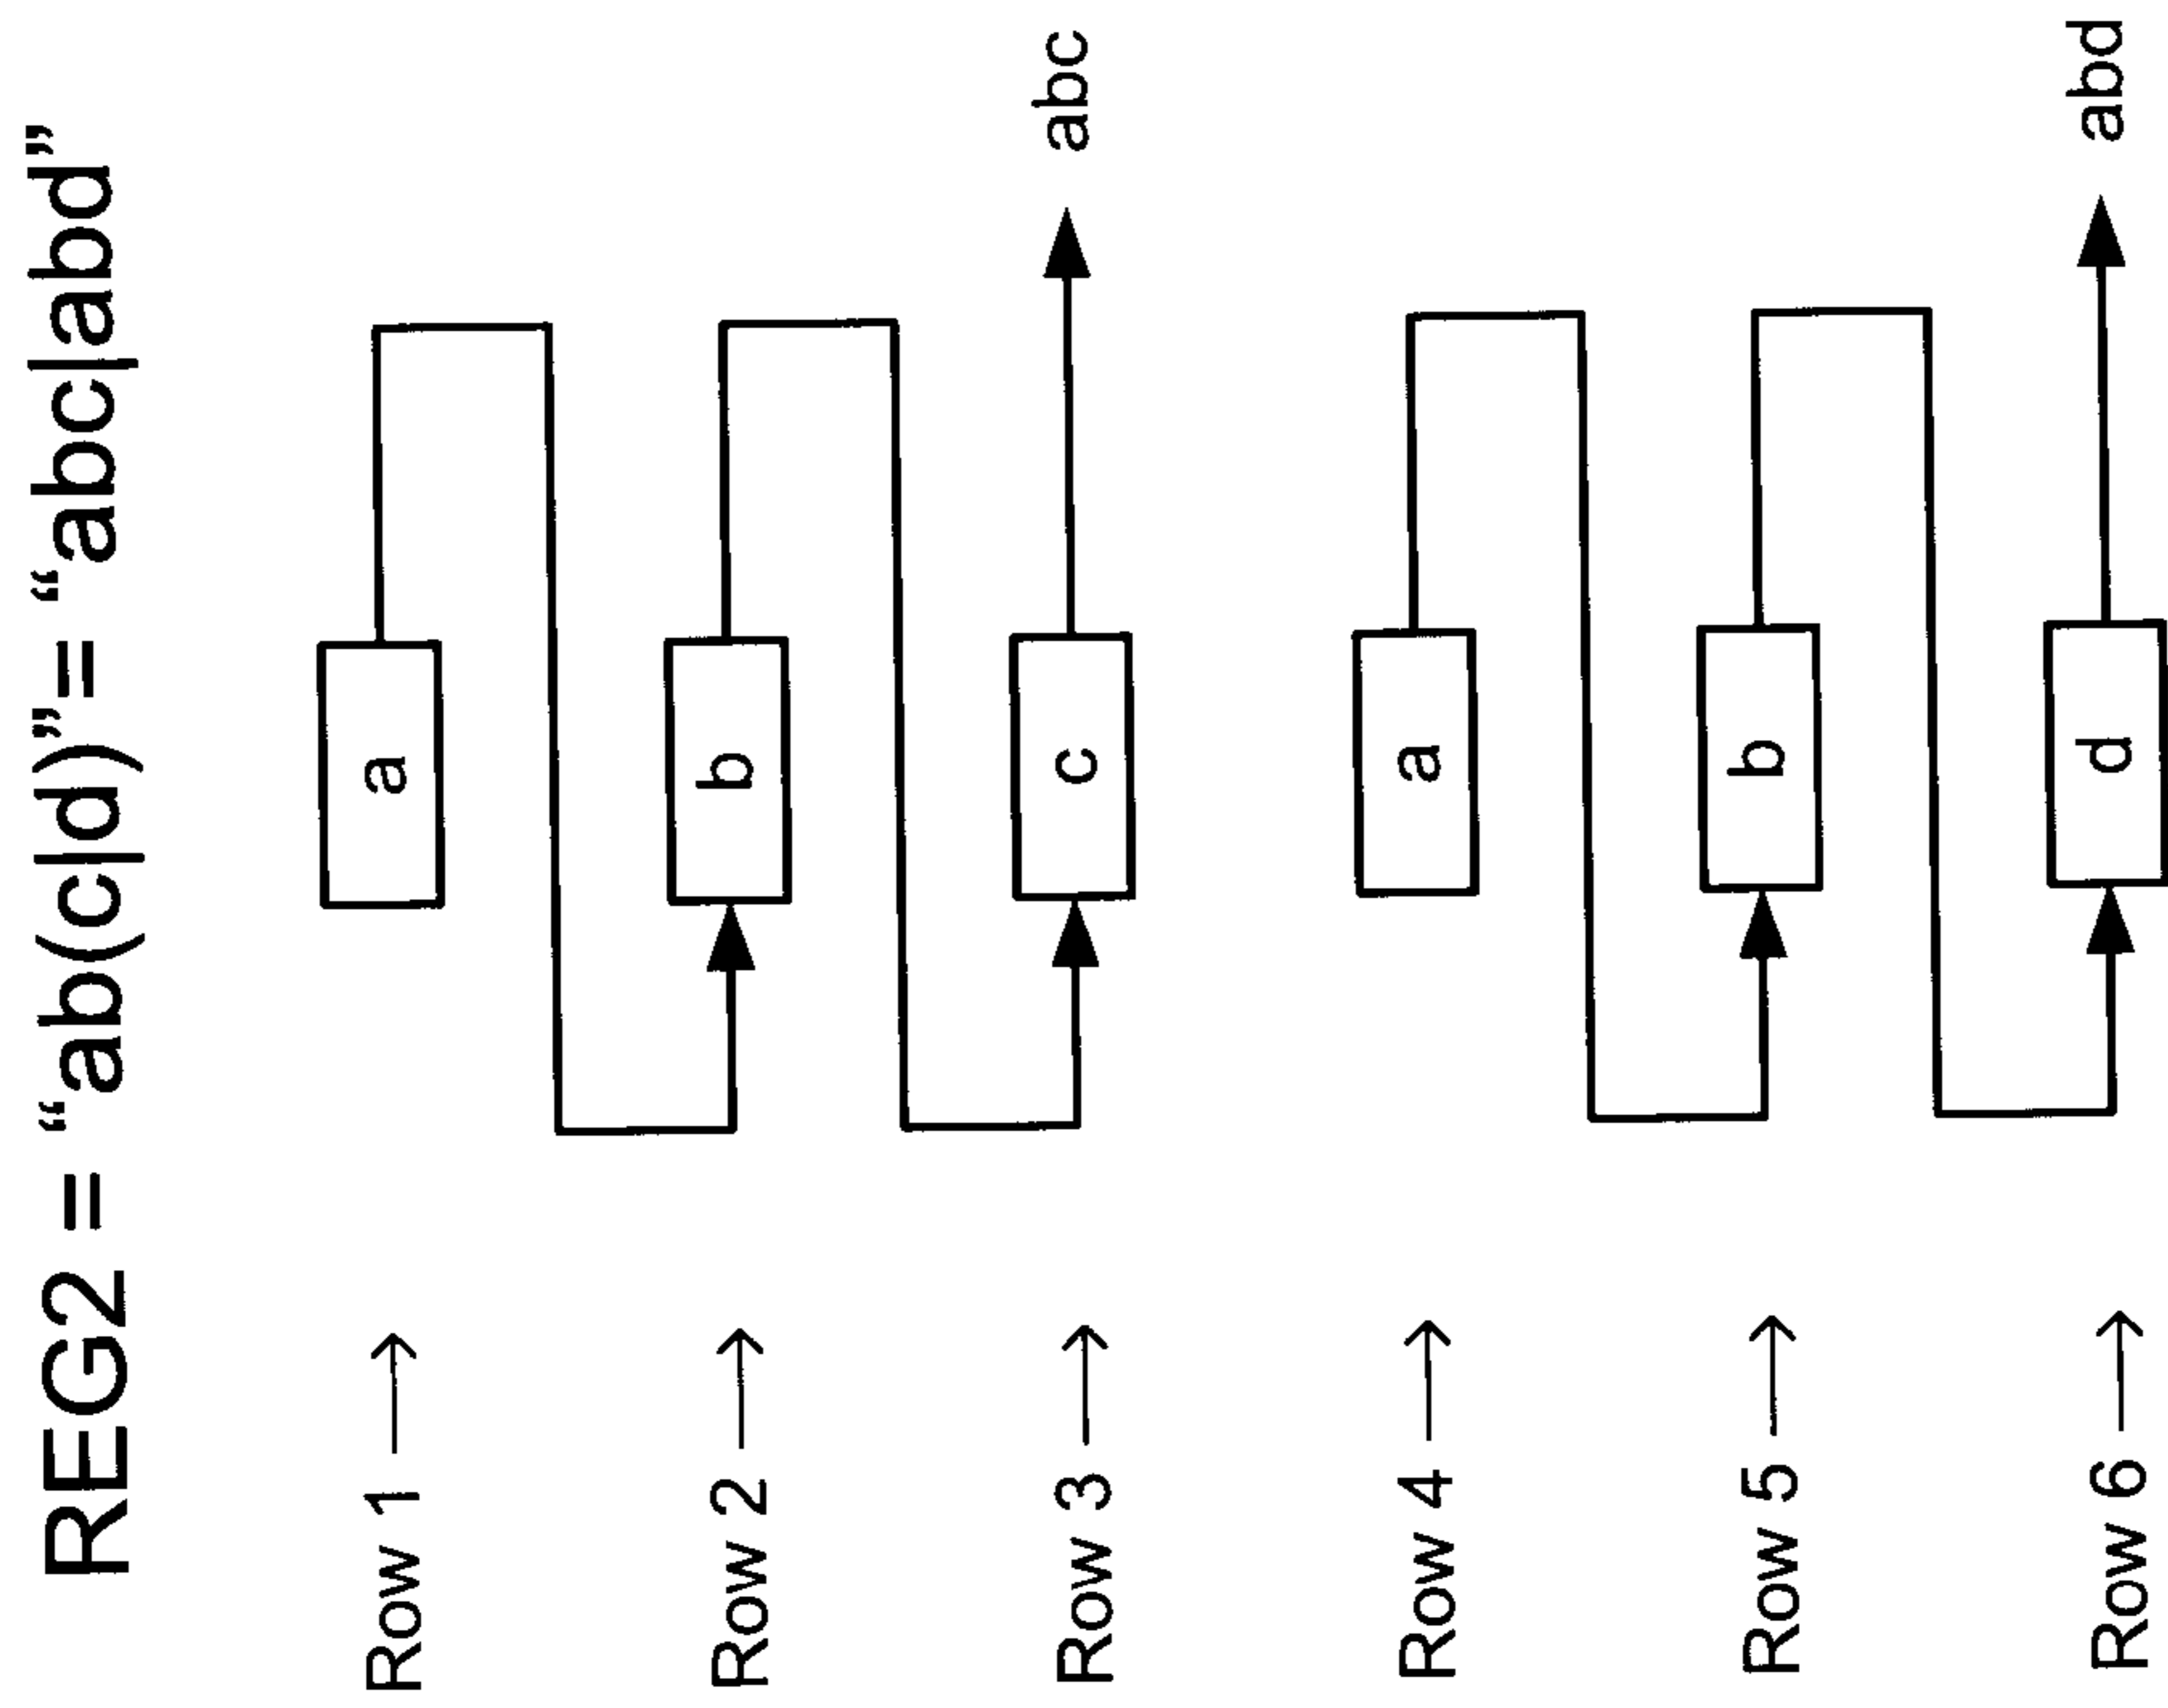 REG2 = “ab(c|d)”= “abc|abd”
Row 1 → a
Row 2 → b
Row 3 → c abc
Row 4 → a
Row 5 → b
Row 6 → d abd